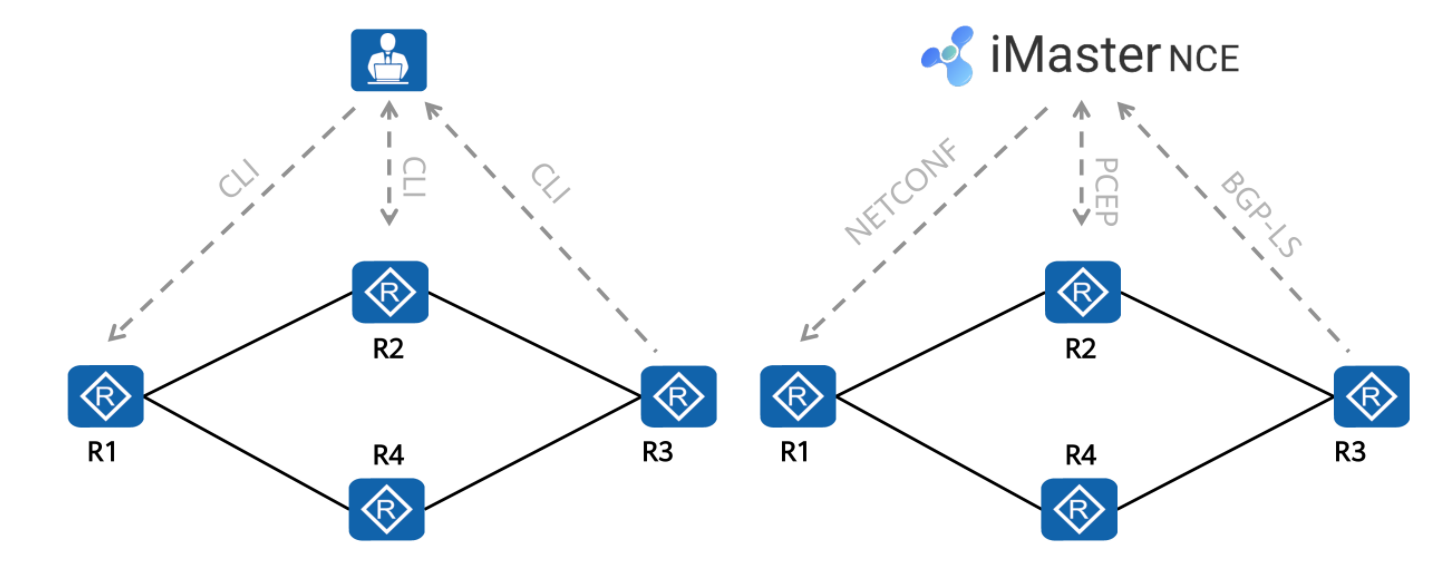 iMaster NCE
CLI
CLI
CLI
NETCONF
PCEP
BGP-LS
R
R2
R
R2
R
R1
R
R3
R
R1
R
R3
R4
R
R4
R